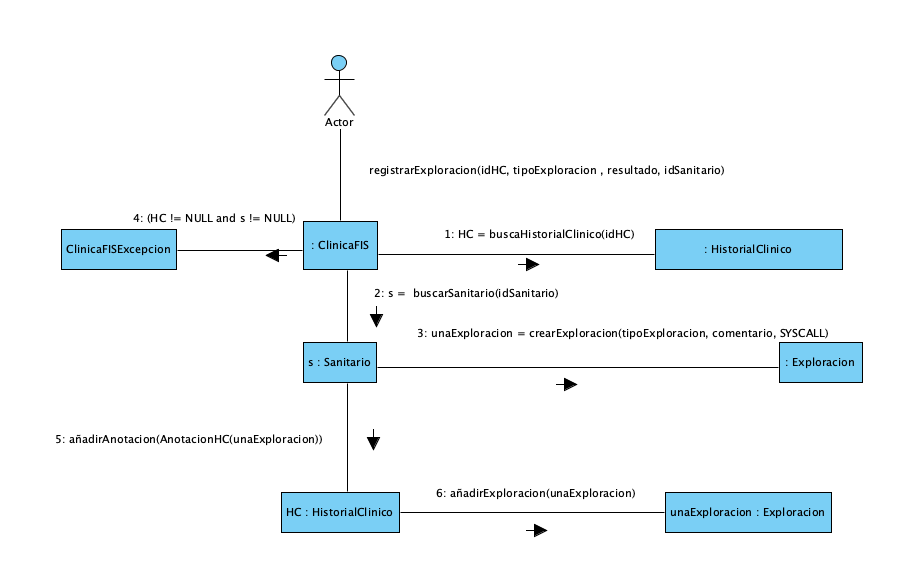 Actor
registrarExploracion(idHC, tipoExploracion , resultado, idSanitario)
4: (HC != NULL and s != NULL)
1: HC = buscaHistorialClinico(idHC)
ClinicaFISExcepcion
: ClinicaFIS
: HistorialClinico
2: s =  buscarSanitario(idSanitario)
3: unaExploracion = crearExploracion(tipoExploracion, comentario, SYSCALL)
s : Sanitario
: Exploracion
5: añadirAnotacion(AnotacionHC(unaExploracion))
6: añadirExploracion(unaExploracion)
HC : HistorialClinico
unaExploracion : Exploracion